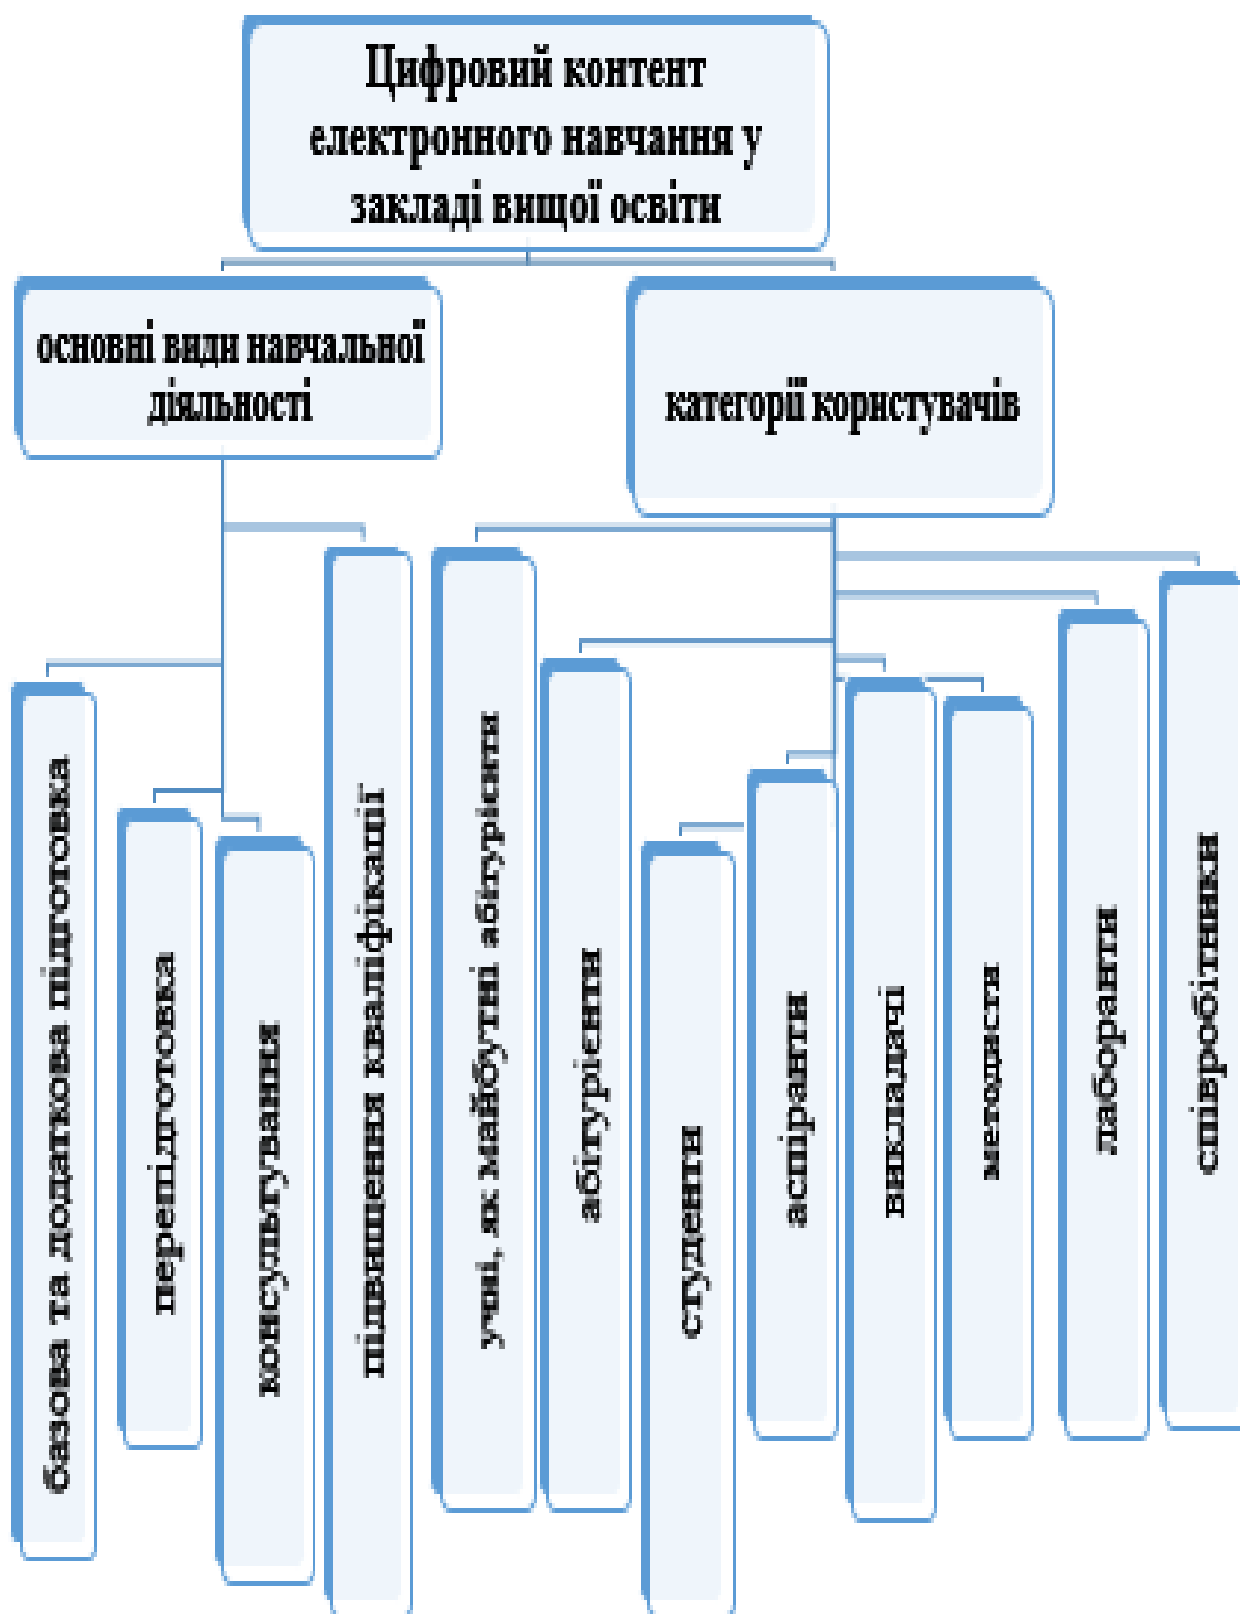 Цифровий контент
електронного навчання у
закладі вищої освіти
основні види навчальної
діяльності
категорії користувачів
базова та додаткова підготовка
перепідготовка
консультування
підвищення кваліфікації
учні, як майбутні абітурієнти
абітурієнти
студенти
аспіранти
викладачі
методисти
лаборанти
співробітники